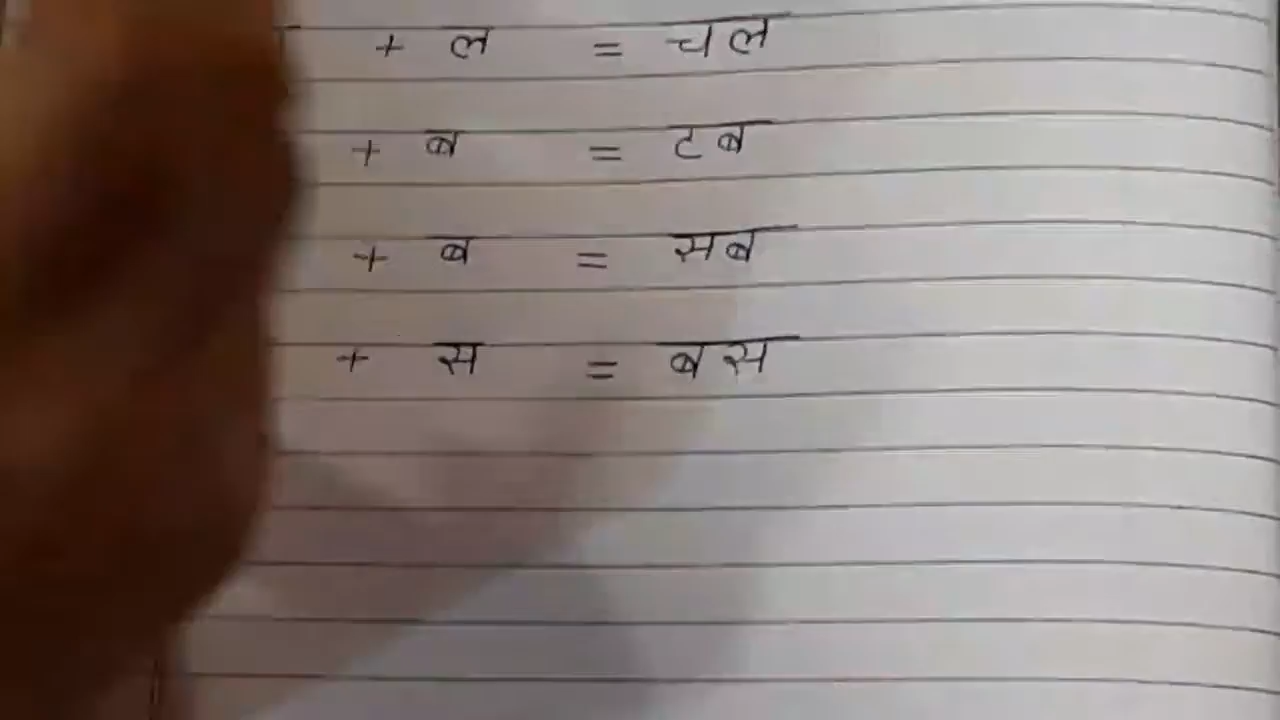 + ल = चल
+ ब = टब
+ ब = सब
+ स = बस